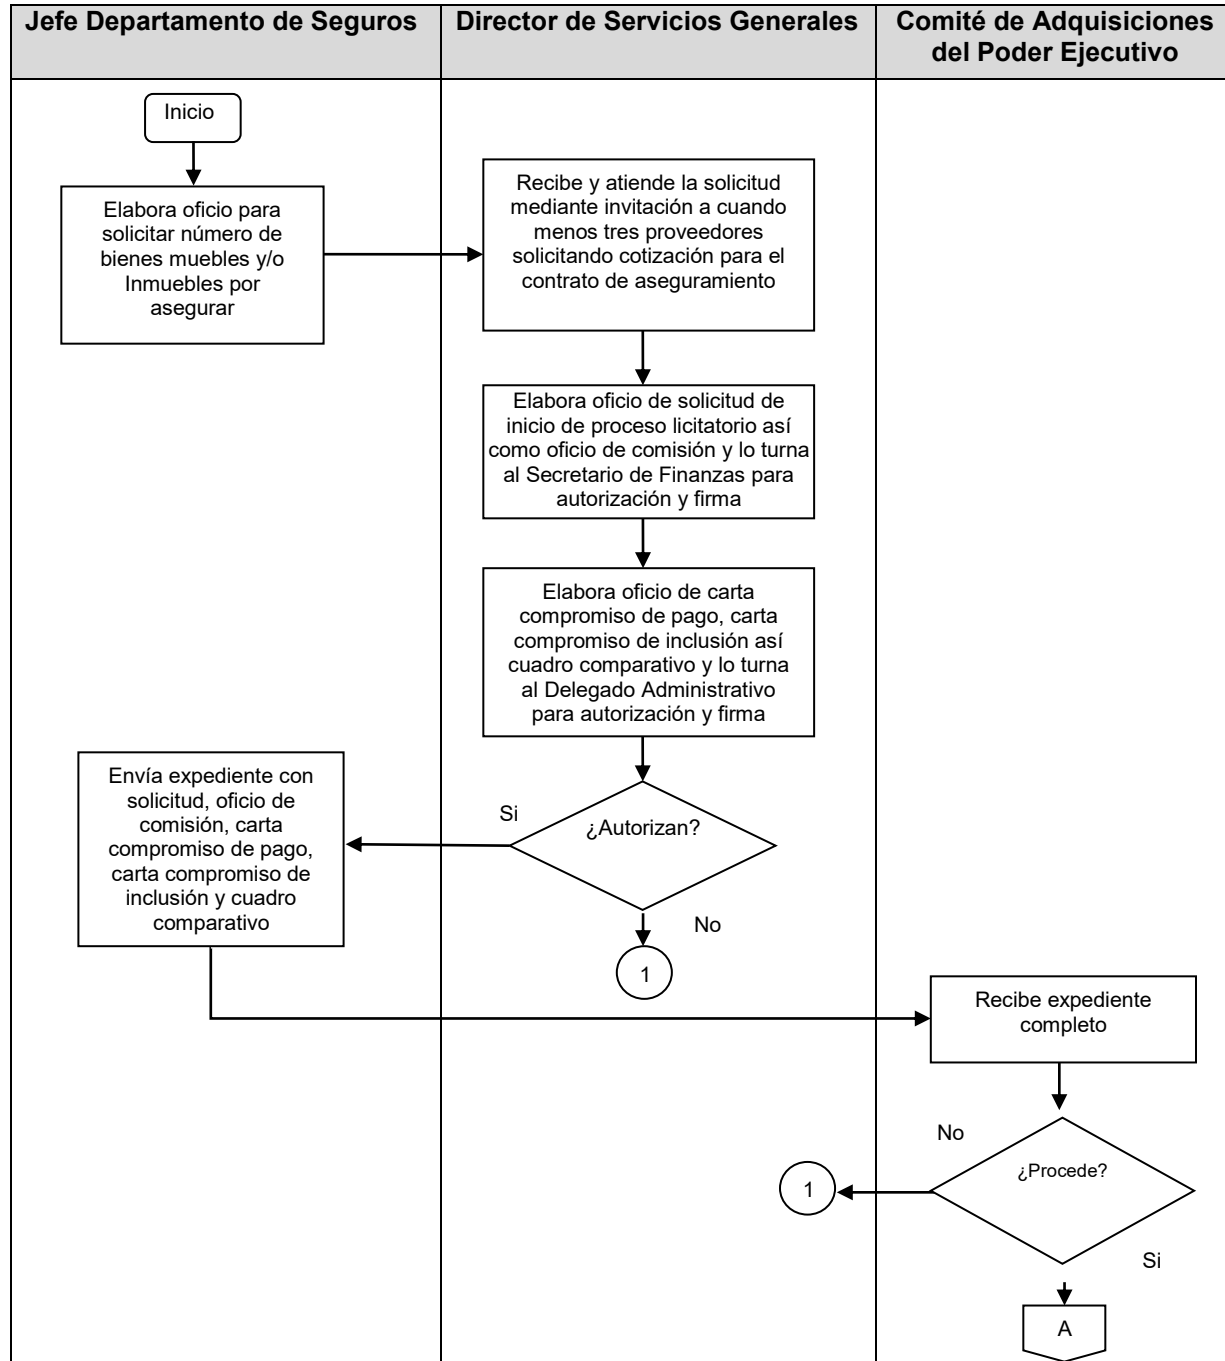 Jefe Departamento de Seguros
Director de Servicios Generales
Comité de Adquisiciones
del Poder Ejecutivo
Inicio
Elabora oficio para
solicitar número de
bienes muebles y/o
Inmuebles por
asegurar
Recibe y atiende la solicitud
mediante invitación a cuando
menos tres proveedores
solicitando cotización para el
contrato de aseguramiento
Elabora oficio de solicitud de
inicio de proceso licitatorio así
como oficio de comisión y lo turna
al Secretario de Finanzas para
autorización y firma
Elabora oficio de carta
compromiso de pago, carta
compromiso de inclusión así
cuadro comparativo y lo turna
al Delegado Administrativo
para autorización y firma
¿Autorizan?
Si
No
1
Envía expediente con
solicitud, oficio de
comisión, carta
compromiso de pago,
carta compromiso de
inclusión y cuadro
comparativo
Recibe expediente
completo
¿Procede?
No
1
Si
A